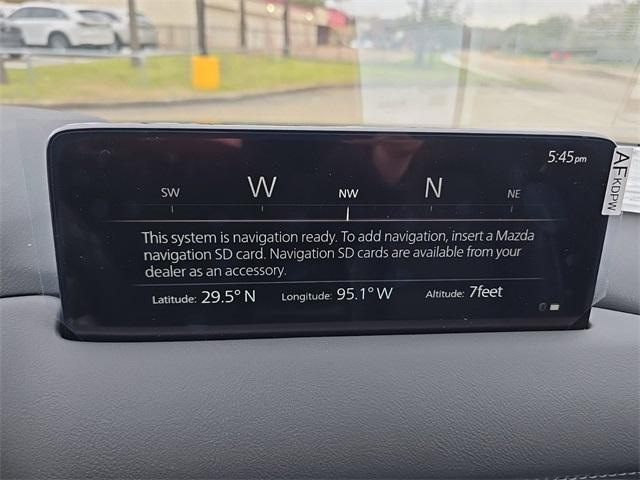 5:45pm
SW W NW N NE
This system is navigation ready. To add navigation, insert a Mazda
navigation SD card. Navigation SD cards are available from your
dealer as an accessory.
Latitude: 29.5° N Longitude: 95.1° W Altitude: 7feet
AFKDPW